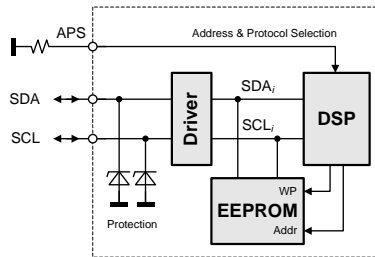 APS
Address & Protocol Selection
SDA
SDAi
SCL
SCLi
Driver
DSP
Protection
WP
EEPROM
Addr